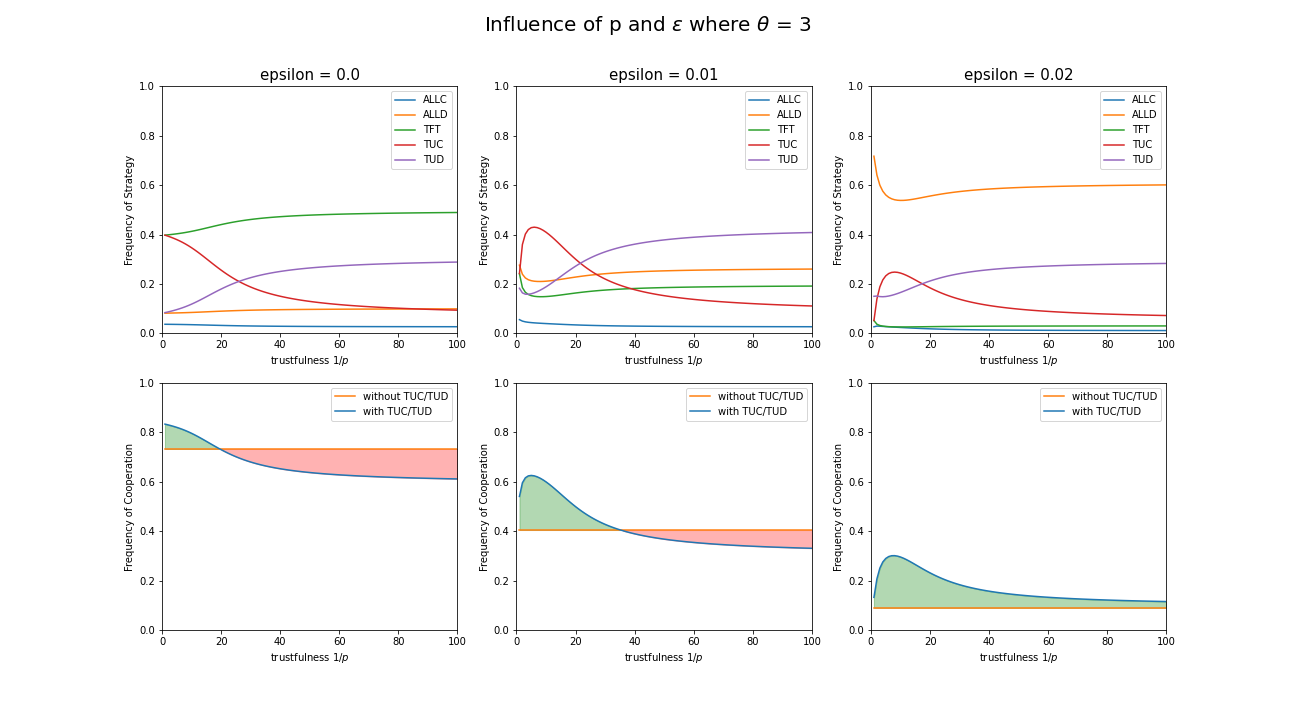 Influence of p and ε where θ = 3
epsilon = 0.0
1.0
0.8
0.6
0.4
0.2
0.0
Frequency of Strategy
ALLC
ALLD
TFT
TUC
TUD
0 20 40 60 80 100
trustfulness 1/p
epsilon = 0.01
1.0
0.8
0.6
0.4
0.2
0.0
Frequency of Strategy
ALLC
ALLD
TFT
TUC
TUD
0 20 40 60 80 100
trustfulness 1/p
epsilon = 0.02
1.0
0.8
0.6
0.4
0.2
0.0
Frequency of Strategy
ALLC
ALLD
TFT
TUC
TUD
0 20 40 60 80 100
trustfulness 1/p
1.0
0.8
0.6
0.4
0.2
0.0
Frequency of Cooperation
without TUC/TUD
with TUC/TUD
0 20 40 60 80 100
trustfulness 1/p
1.0
0.8
0.6
0.4
0.2
0.0
Frequency of Cooperation
without TUC/TUD
with TUC/TUD
0 20 40 60 80 100
trustfulness 1/p
1.0
0.8
0.6
0.4
0.2
0.0
Frequency of Cooperation
without TUC/TUD
with TUC/TUD
0 20 40 60 80 100
trustfulness 1/p